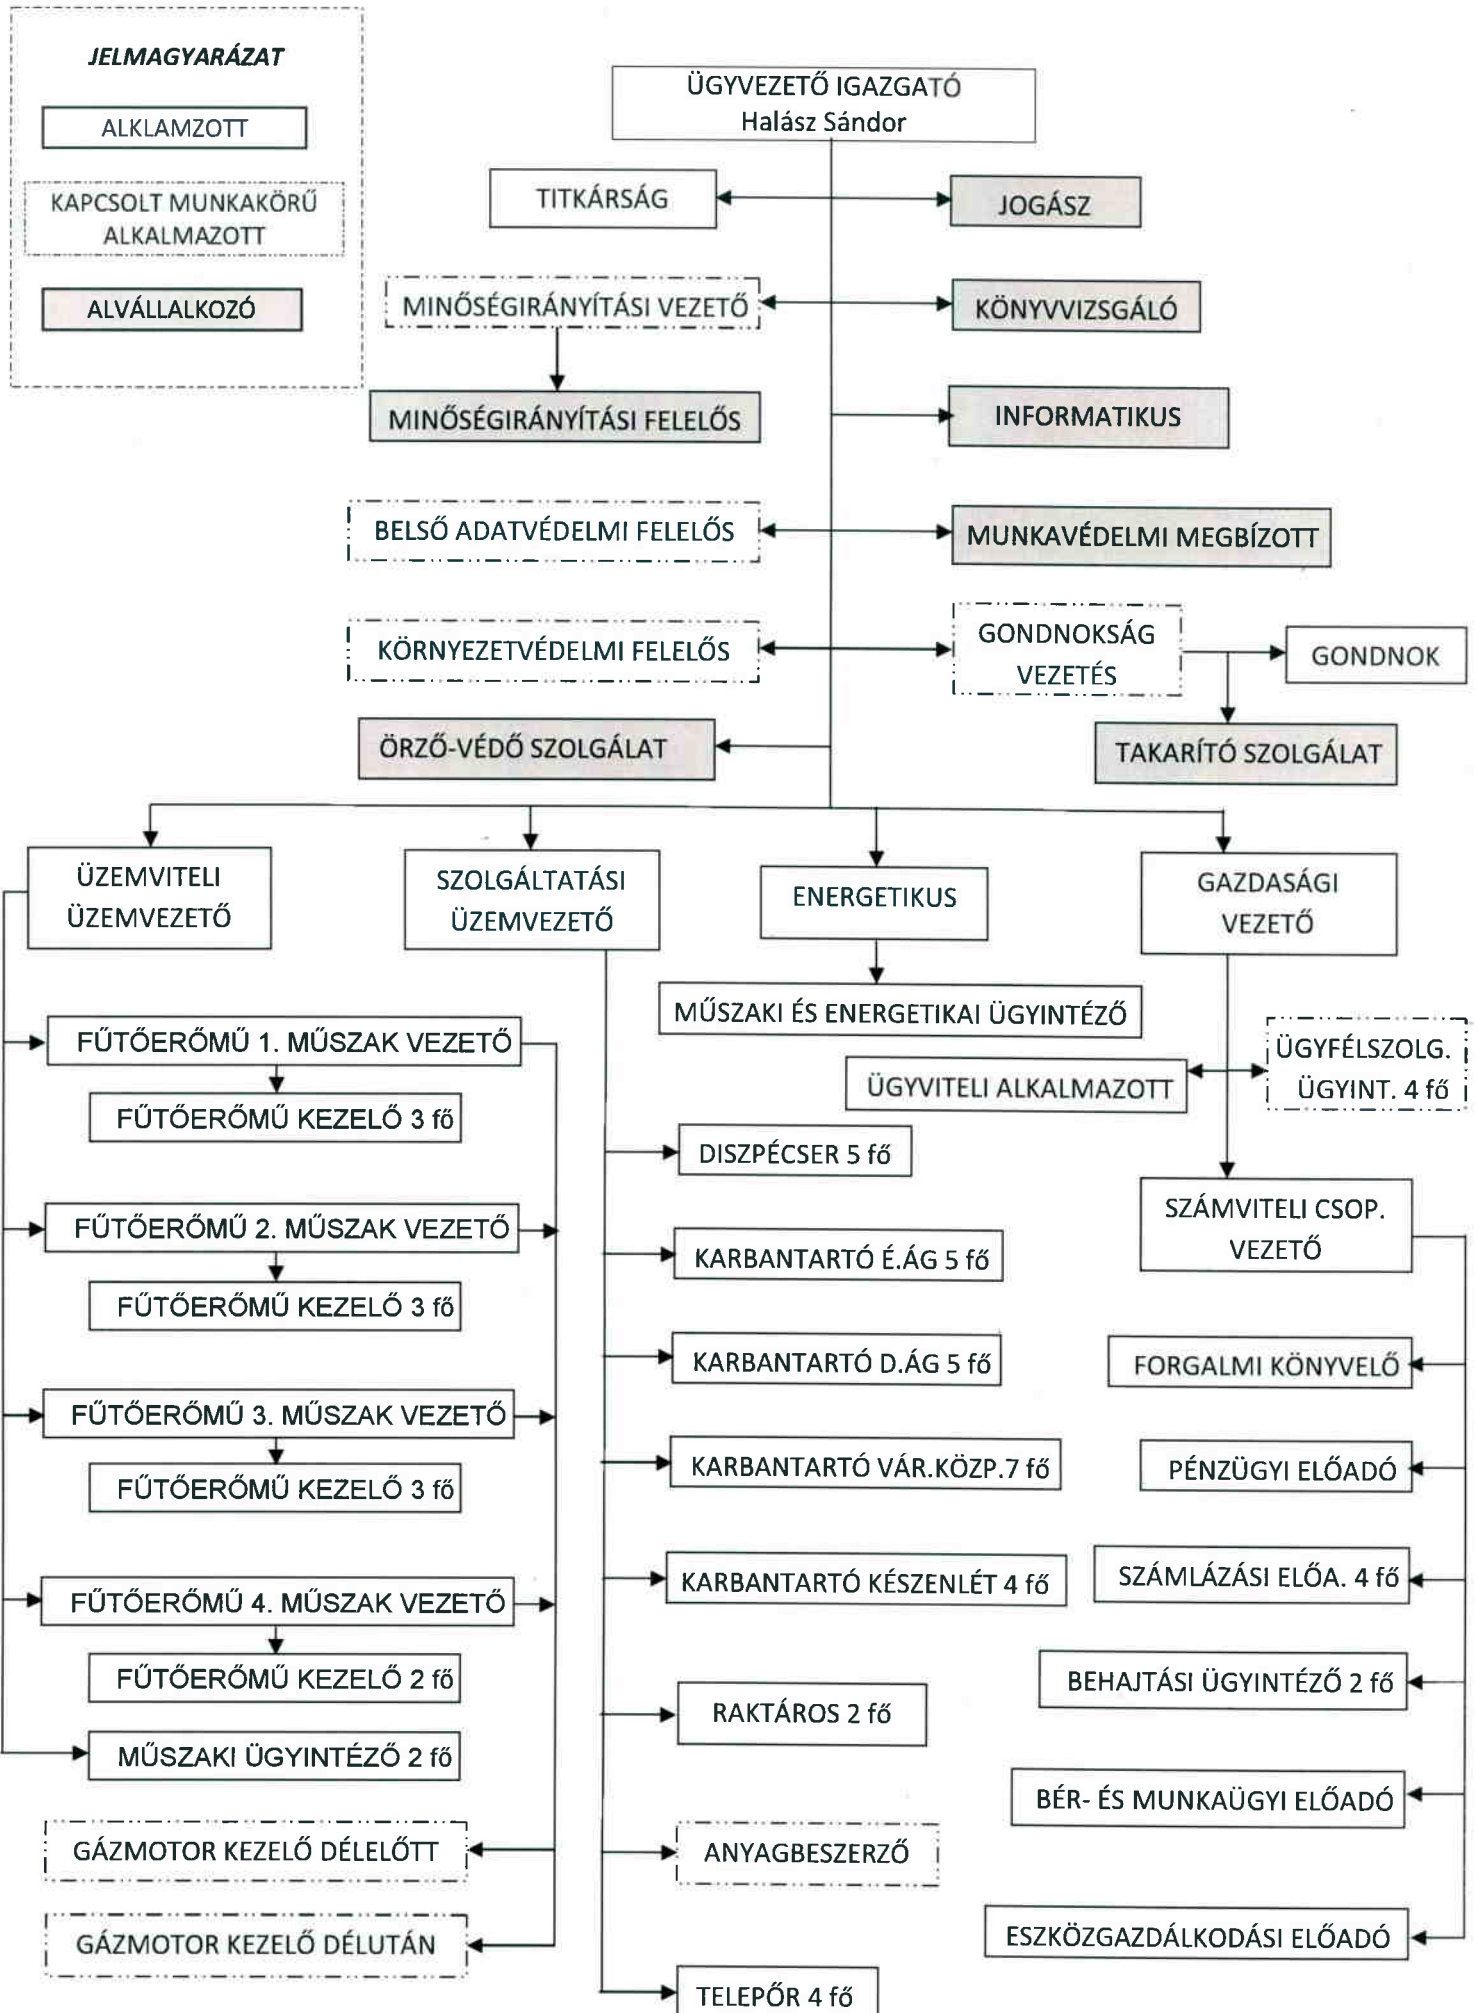 JELMAGYARÁZAT
ALKLAMZOTT
KAPCSOLT MUNKAKÖRŰ
ALKALMAZOTT
ALVÁLLALKOZÓ
ÜGYVEZETŐ IGAZGATÓ
Halász Sándor
TITKÁRSÁG
JOGÁSZ
MINŐSÉGIRÁNYÍTÁSI VEZETŐ
KÖNYVVIZSGÁLÓ
MINŐSÉGIRÁNYÍTÁSI FELELŐS
INFORMATIKUS
BELSŐ ADATVÉDELMI FELELŐS
MUNKAVÉDELMI MEGBÍZOTT
KÖRNYEZETVÉDELMI FELELŐS
GONDNOKSÁG
VEZETÉS
GONDNOK
ÖRZŐ-VÉDŐ SZOLGÁLAT
TAKARÍTÓ SZOLGÁLAT
ÜZEMVITELI
ÜZEMVEZETŐ
SZOLGÁLTATÁSI
ÜZEMVEZETŐ
ENERGETIKUS
GAZDASÁGI
VEZETŐ
MŰSZAKI ÉS ENERGETIKAI ÜGYINTÉZŐ
ÜGYVITELI ALKALMAZOTT
ÜGYFÉLSZOLG.
ÜGYINT. 4 fő
FŰTŐERŐMŰ 1. MŰSZAK VEZETŐ
FŰTŐERŐMŰ KEZELŐ 3 fő
FŰTŐERŐMŰ 2. MŰSZAK VEZETŐ
FŰTŐERŐMŰ KEZELŐ 3 fő
FŰTŐERŐMŰ 3. MŰSZAK VEZETŐ
FŰTŐERŐMŰ KEZELŐ 3 fő
FŰTŐERŐMŰ 4. MŰSZAK VEZETŐ
FŰTŐERŐMŰ KEZELŐ 2 fő
MŰSZAKI ÜGYINTÉZŐ 2 fő
GÁZMOTOR KEZELŐ DÉLELŐTT
GÁZMOTOR KEZELŐ DÉLUTÁN
DISZPÉCSER 5 fő
KARBANTARTÓ É.ÁG 5 fő
KARBANTARTÓ D.ÁG 5 fő
KARBANTARTÓ VÁR.KÖZP.7 fő
KARBANTARTÓ KÉSZENLÉT 4 fő
RAKTÁROS 2 fő
ANYAGBESZERZŐ
TELEPŐR 4 fő
SZÁMVITELI CSOP.
VEZETŐ
FORGALMI KÖNYVELŐ
PÉNZÜGYI ELŐADÓ
SZÁMLÁZÁSI ELŐA. 4 fő
BEHAJTÁSI ÜGYINTÉZŐ 2 fő
BÉR- ÉS MUNKAÜGYI ELŐADÓ
ESZKÖZGAZDÁLKODÁSI ELŐADÓ